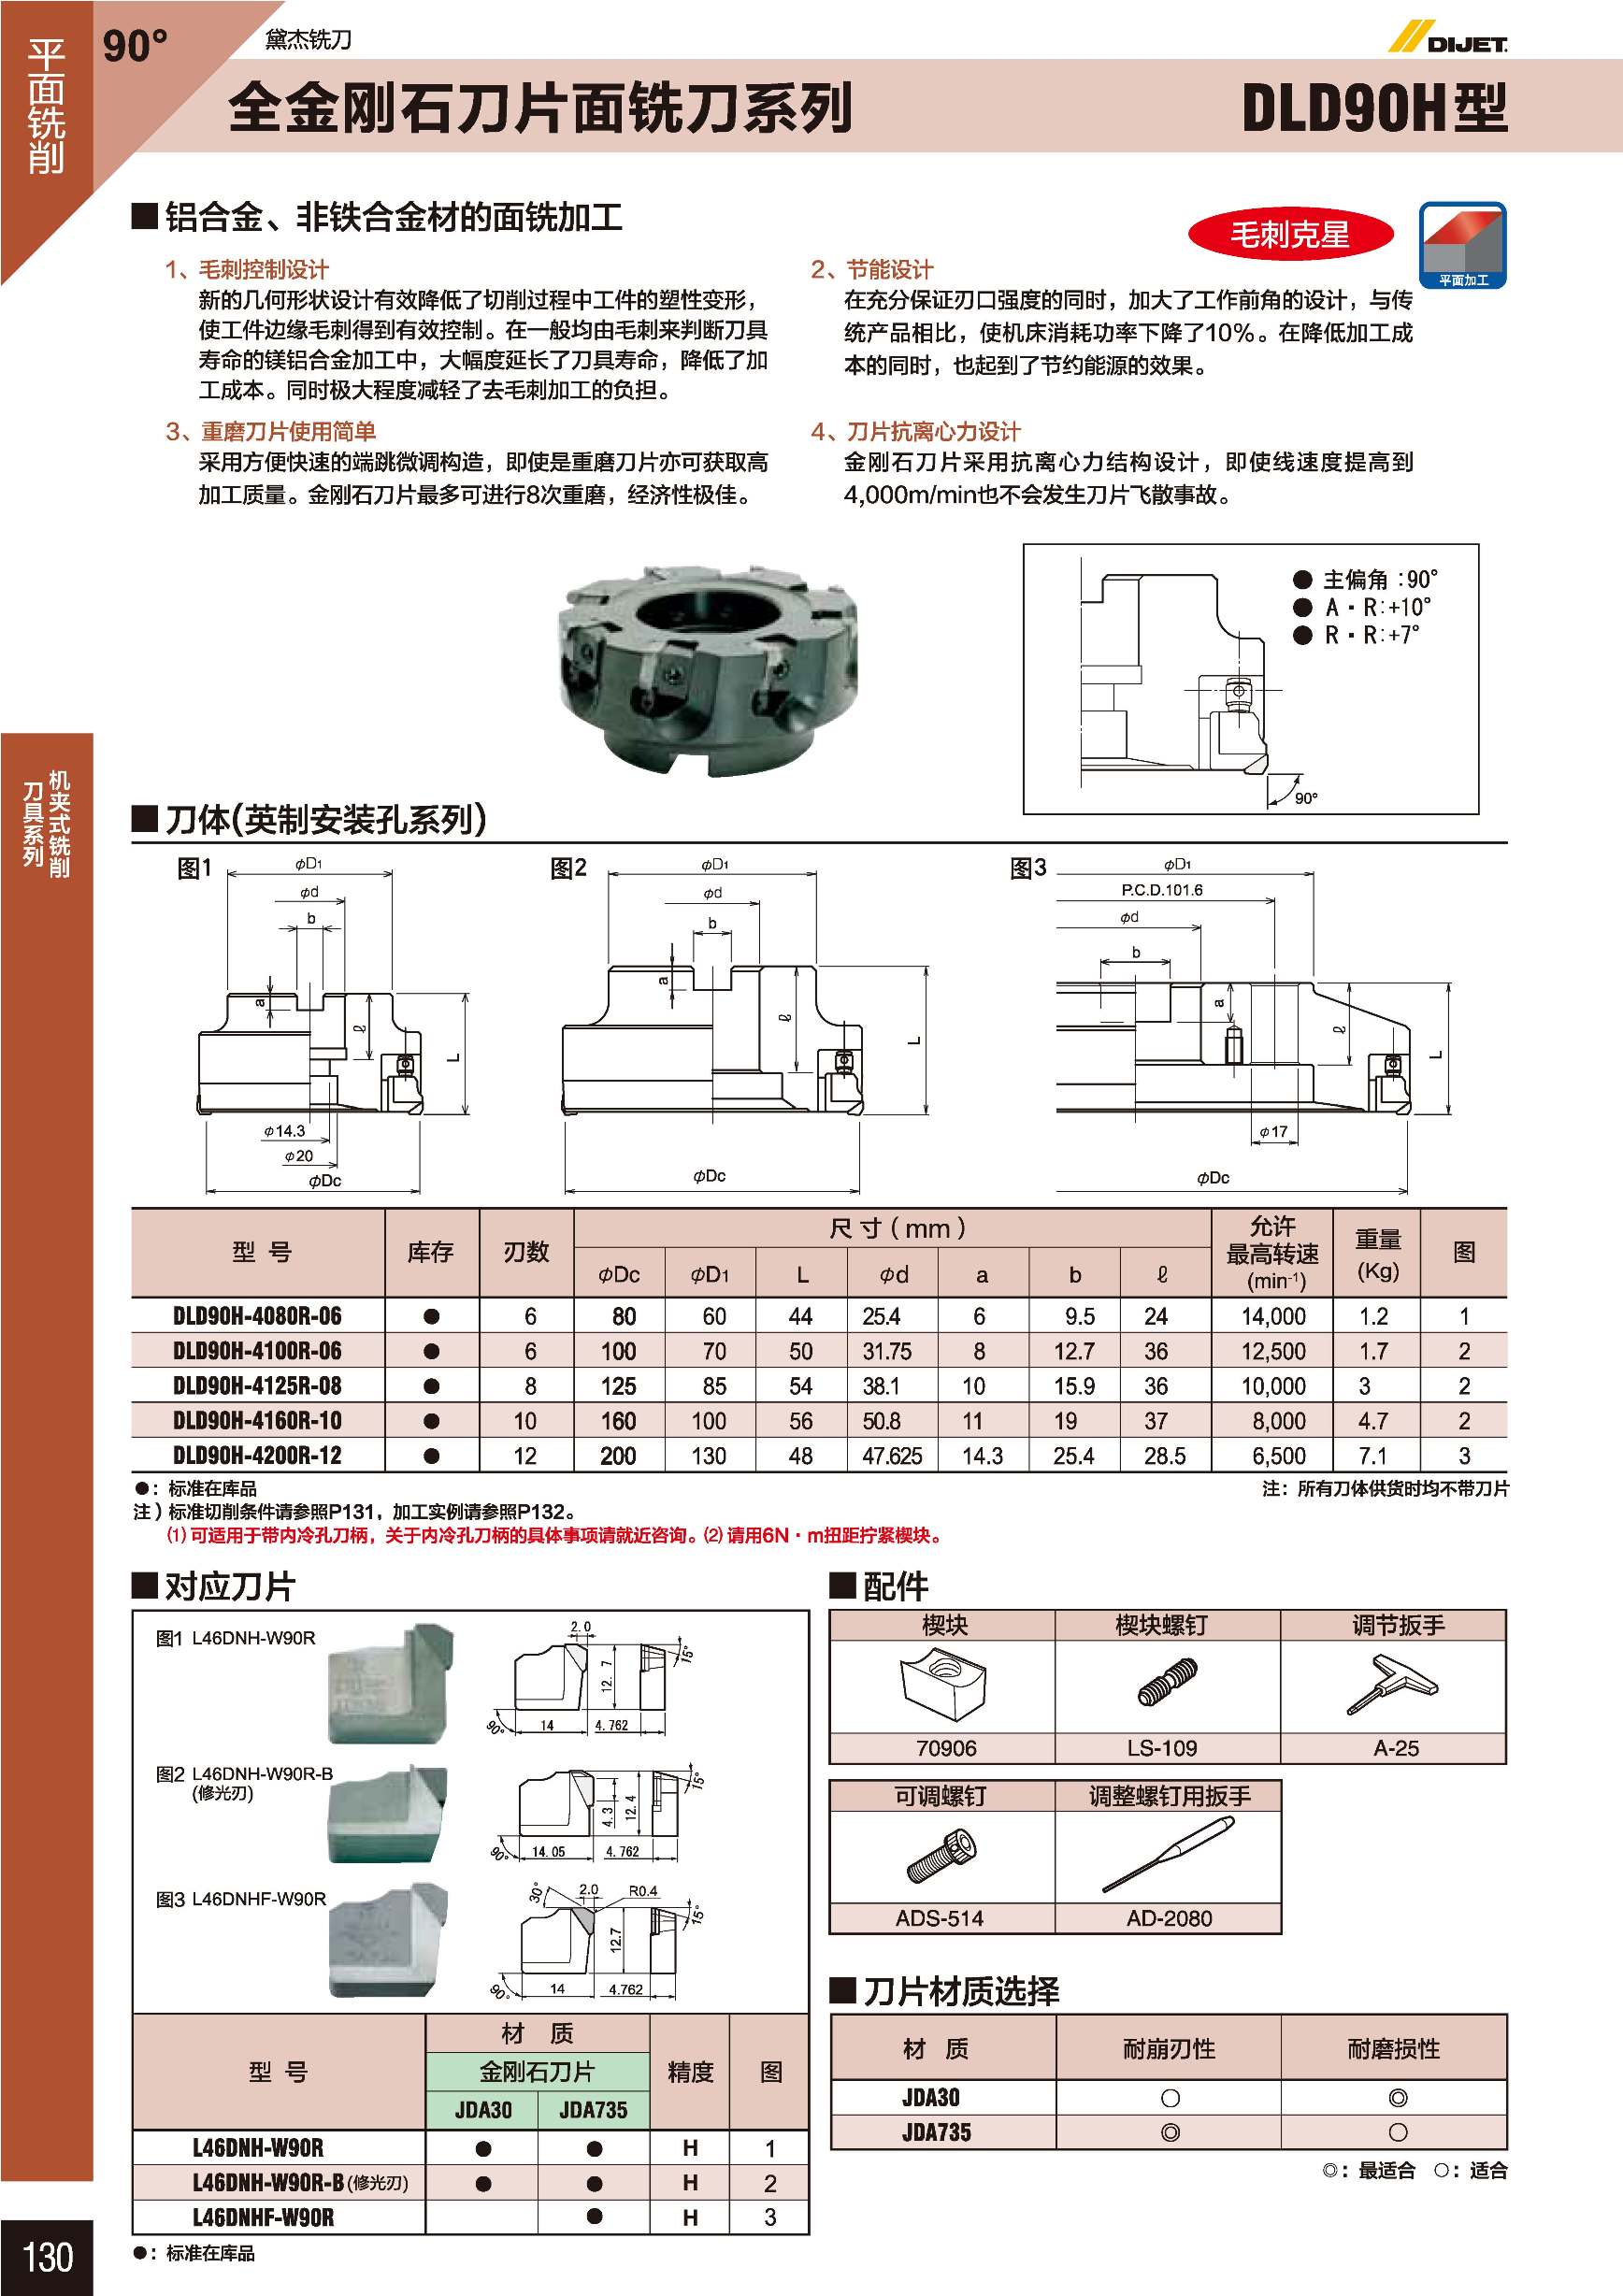 平面铣削
90°
黛杰铣刀
DIJET
全金刚石刀片面铣刀系列
DLD90H型
■铝合金、非铁合金材的面铣加工
毛刺克星
平面加工
1、毛刺控制设计
新的几何形状设计有效降低了切削过程中工件的塑性变形，
使工件边缘毛刺得到有效控制。在一般均由毛刺来判断刀具
寿命的镁铝合金加工中，大幅度延长了刀具寿命，降低了加
工成本。同时极大程度减轻了去毛刺加工的负担。
2、节能设计
在充分保证刃口强度的同时，加大了工作前角的设计，与传
统产品相比，使机床消耗功率下降了10%。在降低加工成
本的同时，也起到了节约能源的效果。
3、重磨刀片使用简单
采用方便快速的端跳微调构造，即使是重磨刀片亦可获取高
加工质量。金刚石刀片最多可进行8次重磨，经济性极佳。
4、刀片抗离心力设计
金刚石刀片采用抗离心力结构设计，即使线速度提高到
4,000m/min也不会发生刀片飞散事故。
● 主偏角 :90°
● A・R:+10°
● R・R:+7°
90°
机夹式铣削
刀具系列
■刀体(英制安装孔系列)
图1
φD1
φd
b
a
ℓ
L
φ14.3
φ20
φDc
图2
φD1
φd
b
a
ℓ
L
φDc
图3
φD1
P.C.D.101.6
φd
b
a
ℓ
L
φ17
φDc
型 号 库存 刃数 尺寸(mm) 允许最高转速(min-1) 重量(Kg) 图
φDc φD1 L φd a b ℓ
DLD90H-4080R-06 ● 6 80 60 44 25.4 6 9.5 24 14,000 1.2 1
DLD90H-4100R-06 ● 6 100 70 50 31.75 8 12.7 36 12,500 1.7 2
DLD90H-4125R-08 ● 8 125 85 54 38.1 10 15.9 36 10,000 3 2
DLD90H-4160R-10 ● 10 160 100 56 50.8 11 19 37 8,000 4.7 2
DLD90H-4200R-12 ● 12 200 130 48 47.625 14.3 25.4 28.5 6,500 7.1 3
●：标准在库品
注：所有刀体供货时均不带刀片
注）标准切削条件请参照P131，加工实例请参照P132。
⑴可适用于带内冷孔刀柄，关于内冷孔刀柄的具体事项请就近咨询。⑵请用6N・m扭距拧紧楔块。
■对应刀片
图1 L46DNH-W90R
2.0
12.7
15°
90°
14
4.762
图2 L46DNH-W90R-B
(修光刃)
4.3
12.4
15°
90°
14.05
4.762
图3 L46DNHF-W90R
30°
2.0
R0.4
12.7
15°
90°
14
4.762
型 号 材 质 精度 图
金刚石刀片
JDA30 JDA735
L46DNH-W90R ● ● H 1
L46DNH-W90R-B(修光刃) ● ● H 2
L46DNHF-W90R ● H 3
●：标准在库品
■配件
楔块 楔块螺钉 调节扳手
70906 LS-109 A-25
可调螺钉 调整螺钉用扳手
ADS-514 AD-2080
■刀片材质选择
材 质 耐崩刃性 耐磨损性
JDA30 ○ ◎
JDA735 ◎ ○
◎：最适合 ○：适合
130